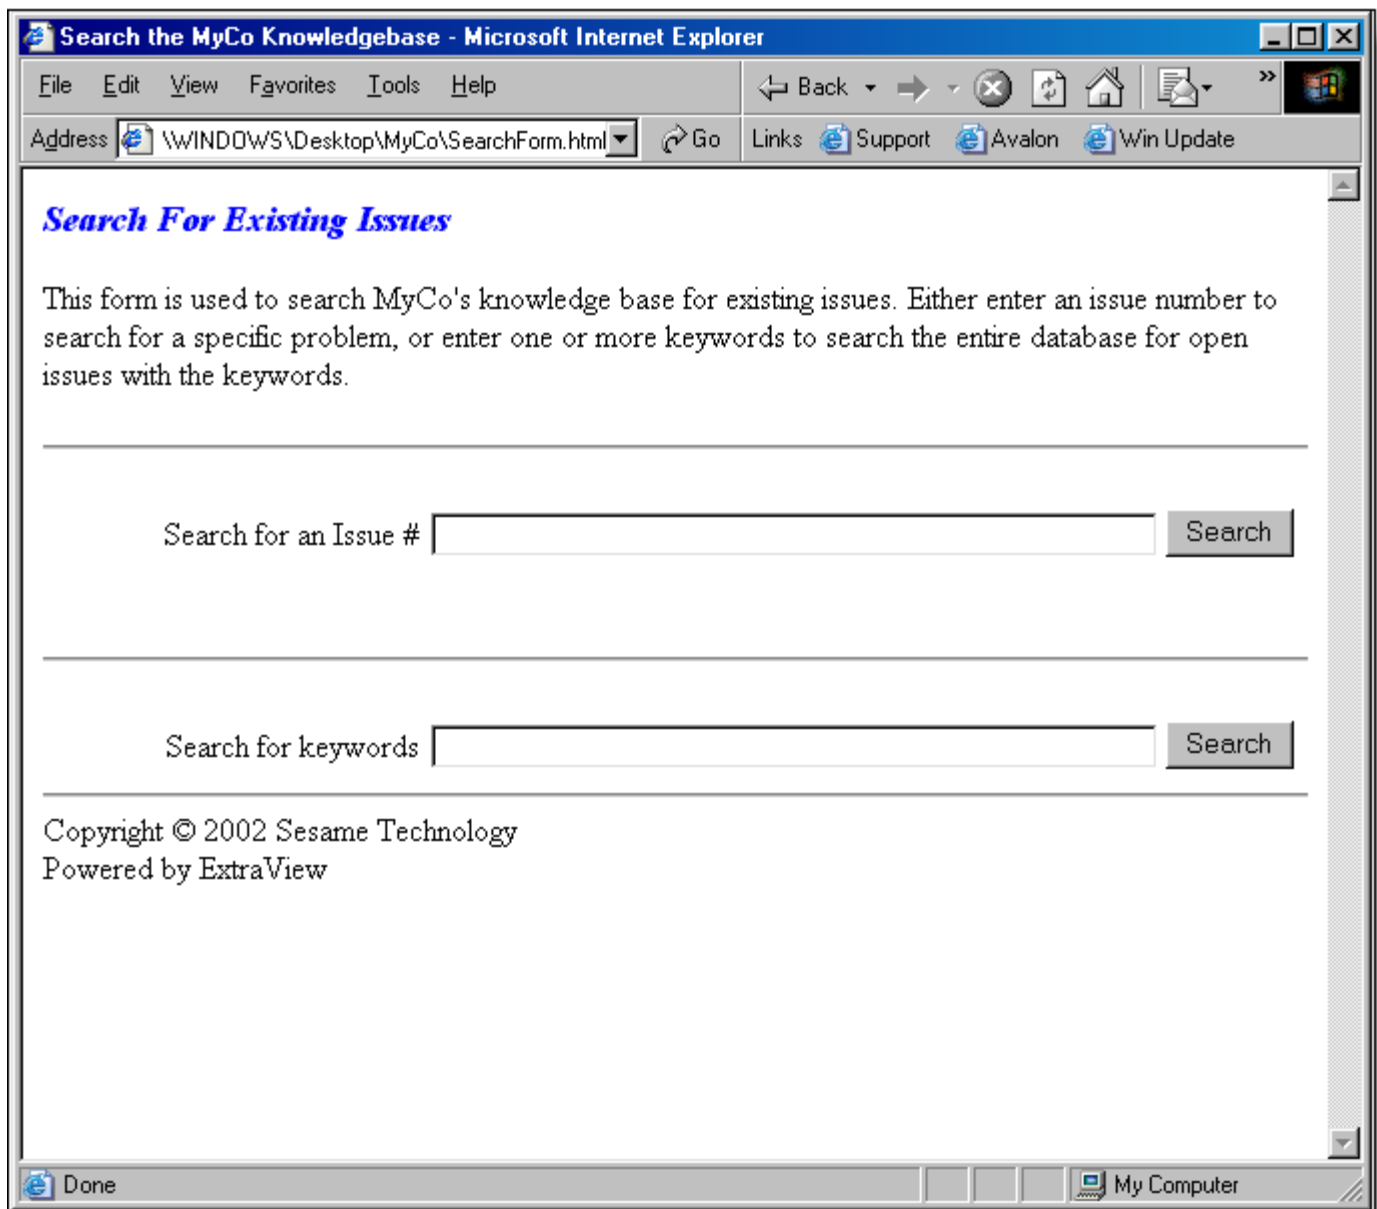 Search the MyCo Knowledgebase - Microsoft Internet Explorer
File Edit View Favorites Tools Help Back »
Address \WINDOWS\Desktop\MyCo\SearchForm.html Go Links Support Avalon Win Update
Search For Existing Issues
This form is used to search MyCo's knowledge base for existing issues. Either enter an issue number to
search for a specific problem, or enter one or more keywords to search the entire database for open
issues with the keywords.
Search for an Issue # Search
Search for keywords Search
Copyright © 2002 Sesame Technology
Powered by ExtraView
Done My Computer